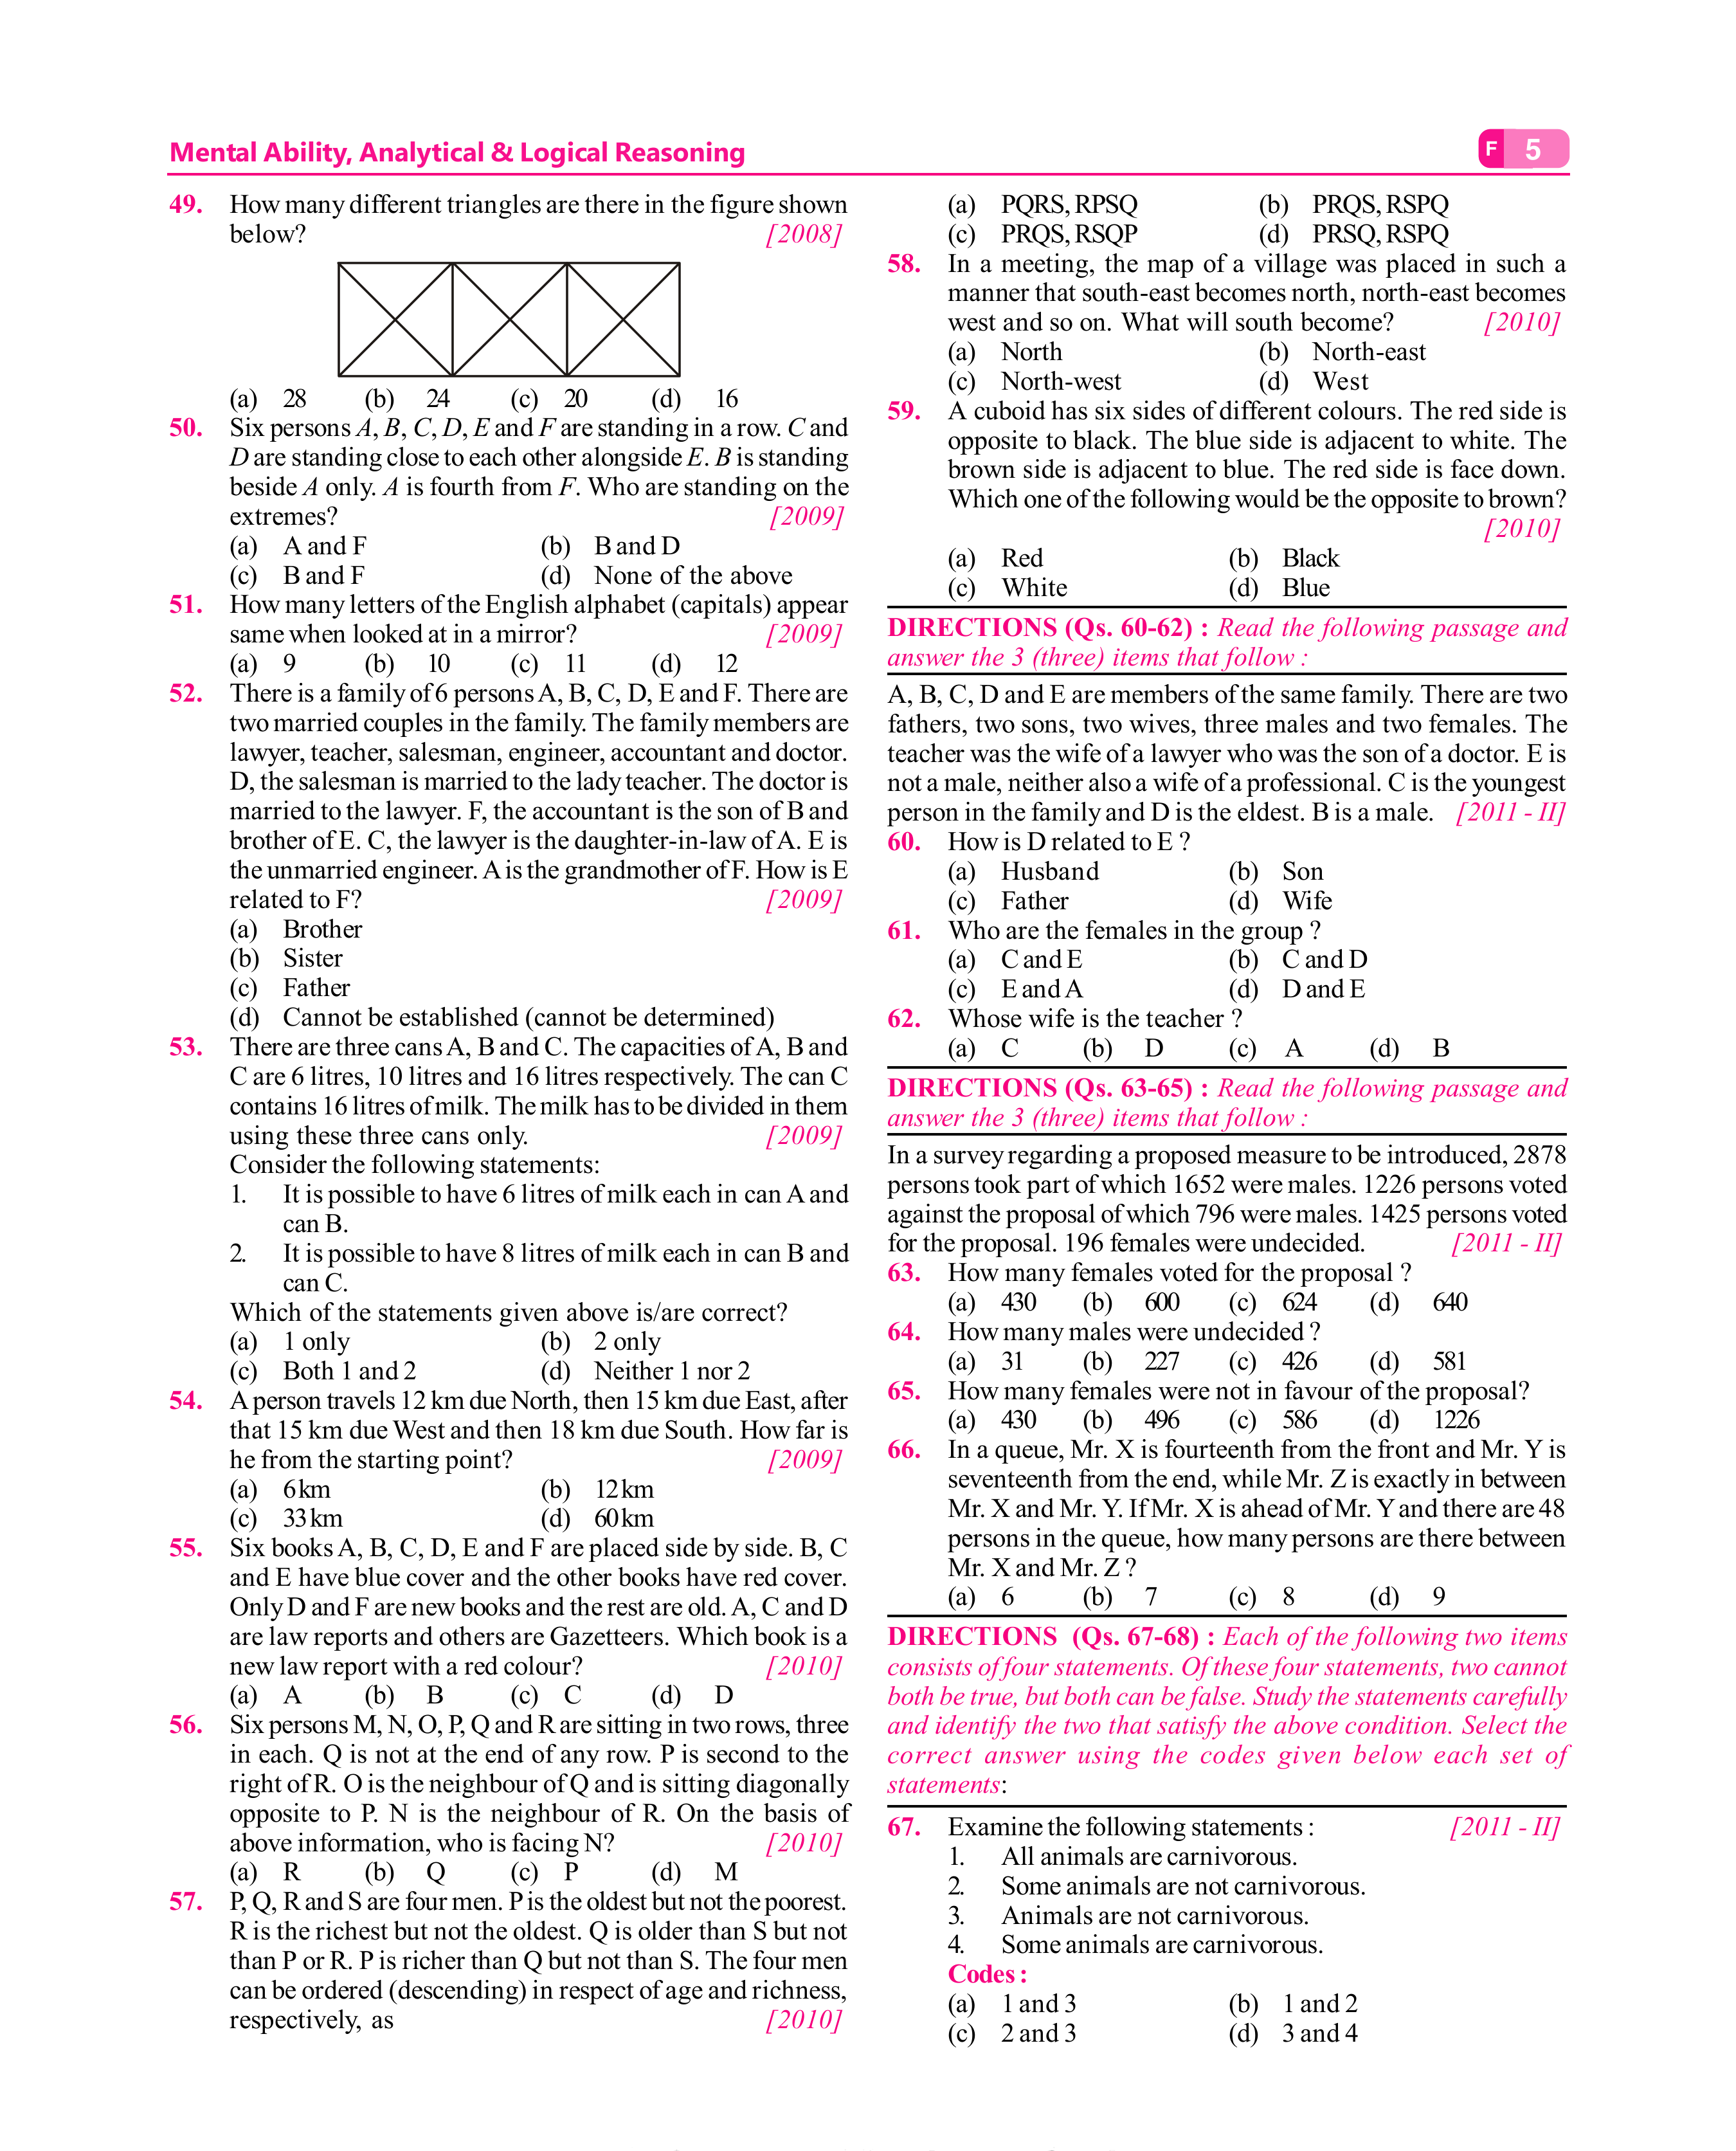 Mental Ability, Analytical & Logical Reasoning
F 5
49. How many different triangles are there in the figure shown
below? [2008]
(a) 28 (b) 24 (c) 20 (d) 16
50. Six persons A, B, C, D, E and F are standing in a row. C and
D are standing close to each other alongside E. B is standing
beside A only. A is fourth from F. Who are standing on the
extremes? [2009]
(a) A and F (b) B and D
(c) B and F (d) None of the above
51. How many letters of the English alphabet (capitals) appear
same when looked at in a mirror? [2009]
(a) 9 (b) 10 (c) 11 (d) 12
52. There is a family of 6 persons A, B, C, D, E and F. There are
two married couples in the family. The family members are
lawyer, teacher, salesman, engineer, accountant and doctor.
D, the salesman is married to the lady teacher. The doctor is
married to the lawyer. F, the accountant is the son of B and
brother of E. C, the lawyer is the daughter-in-law of A. E is
the unmarried engineer. A is the grandmother of F. How is E
related to F? [2009]
(a) Brother
(b) Sister
(c) Father
(d) Cannot be established (cannot be determined)
53. There are three cans A, B and C. The capacities of A, B and
C are 6 litres, 10 litres and 16 litres respectively. The can C
contains 16 litres of milk. The milk has to be divided in them
using these three cans only. [2009]
Consider the following statements:
1. It is possible to have 6 litres of milk each in can A and
can B.
2. It is possible to have 8 litres of milk each in can B and
can C.
Which of the statements given above is/are correct?
(a) 1 only (b) 2 only
(c) Both 1 and 2 (d) Neither 1 nor 2
54. A person travels 12 km due North, then 15 km due East, after
that 15 km due West and then 18 km due South. How far is
he from the starting point? [2009]
(a) 6 km (b) 12 km
(c) 33 km (d) 60 km
55. Six books A, B, C, D, E and F are placed side by side. B, C
and E have blue cover and the other books have red cover.
Only D and F are new books and the rest are old. A, C and D
are law reports and others are Gazetteers. Which book is a
new law report with a red colour? [2010]
(a) A (b) B (c) C (d) D
56. Six persons M, N, O, P, Q and R are sitting in two rows, three
in each. Q is not at the end of any row. P is second to the
right of R. O is the neighbour of Q and is sitting diagonally
opposite to P. N is the neighbour of R. On the basis of
above information, who is facing N? [2010]
(a) R (b) Q (c) P (d) M
57. P, Q, R and S are four men. P is the oldest but not the poorest.
R is the richest but not the oldest. Q is older than S but not
than P or R. P is richer than Q but not than S. The four men
can be ordered (descending) in respect of age and richness,
respectively, as [2010]
(a) PQRS, RPSQ (b) PRQS, RSPQ
(c) PRQS, RSQP (d) PRSQ, RSPQ
58. In a meeting, the map of a village was placed in such a
manner that south-east becomes north, north-east becomes
west and so on. What will south become? [2010]
(a) North (b) North-east
(c) North-west (d) West
59. A cuboid has six sides of different colours. The red side is
opposite to black. The blue side is adjacent to white. The
brown side is adjacent to blue. The red side is face down.
Which one of the following would be the opposite to brown?
[2010]
(a) Red (b) Black
(c) White (d) Blue
DIRECTIONS (Qs. 60-62) : Read the following passage and
answer the 3 (three) items that follow :
A, B, C, D and E are members of the same family. There are two
fathers, two sons, two wives, three males and two females. The
teacher was the wife of a lawyer who was the son of a doctor. E is
not a male, neither also a wife of a professional. C is the youngest
person in the family and D is the eldest. B is a male. [2011 - II]
60. How is D related to E ?
(a) Husband (b) Son
(c) Father (d) Wife
61. Who are the females in the group ?
(a) C and E (b) C and D
(c) E and A (d) D and E
62. Whose wife is the teacher ?
(a) C (b) D (c) A (d) B
DIRECTIONS (Qs. 63-65) : Read the following passage and
answer the 3 (three) items that follow :
In a survey regarding a proposed measure to be introduced, 2878
persons took part of which 1652 were males. 1226 persons voted
against the proposal of which 796 were males. 1425 persons voted
for the proposal. 196 females were undecided. [2011 - II]
63. How many females voted for the proposal ?
(a) 430 (b) 600 (c) 624 (d) 640
64. How many males were undecided ?
(a) 31 (b) 227 (c) 426 (d) 581
65. How many females were not in favour of the proposal?
(a) 430 (b) 496 (c) 586 (d) 1226
66. In a queue, Mr. X is fourteenth from the front and Mr. Y is
seventeenth from the end, while Mr. Z is exactly in between
Mr. X and Mr. Y. If Mr. X is ahead of Mr. Y and there are 48
persons in the queue, how many persons are there between
Mr. X and Mr. Z ?
(a) 6 (b) 7 (c) 8 (d) 9
DIRECTIONS (Qs. 67-68) : Each of the following two items
consists of four statements. Of these four statements, two cannot
both be true, but both can be false. Study the statements carefully
and identify the two that satisfy the above condition. Select the
correct answer using the codes given below each set of
statements:
67. Examine the following statements : [2011 - II]
1. All animals are carnivorous.
2. Some animals are not carnivorous.
3. Animals are not carnivorous.
4. Some animals are carnivorous.
Codes :
(a) 1 and 3 (b) 1 and 2
(c) 2 and 3 (d) 3 and 4